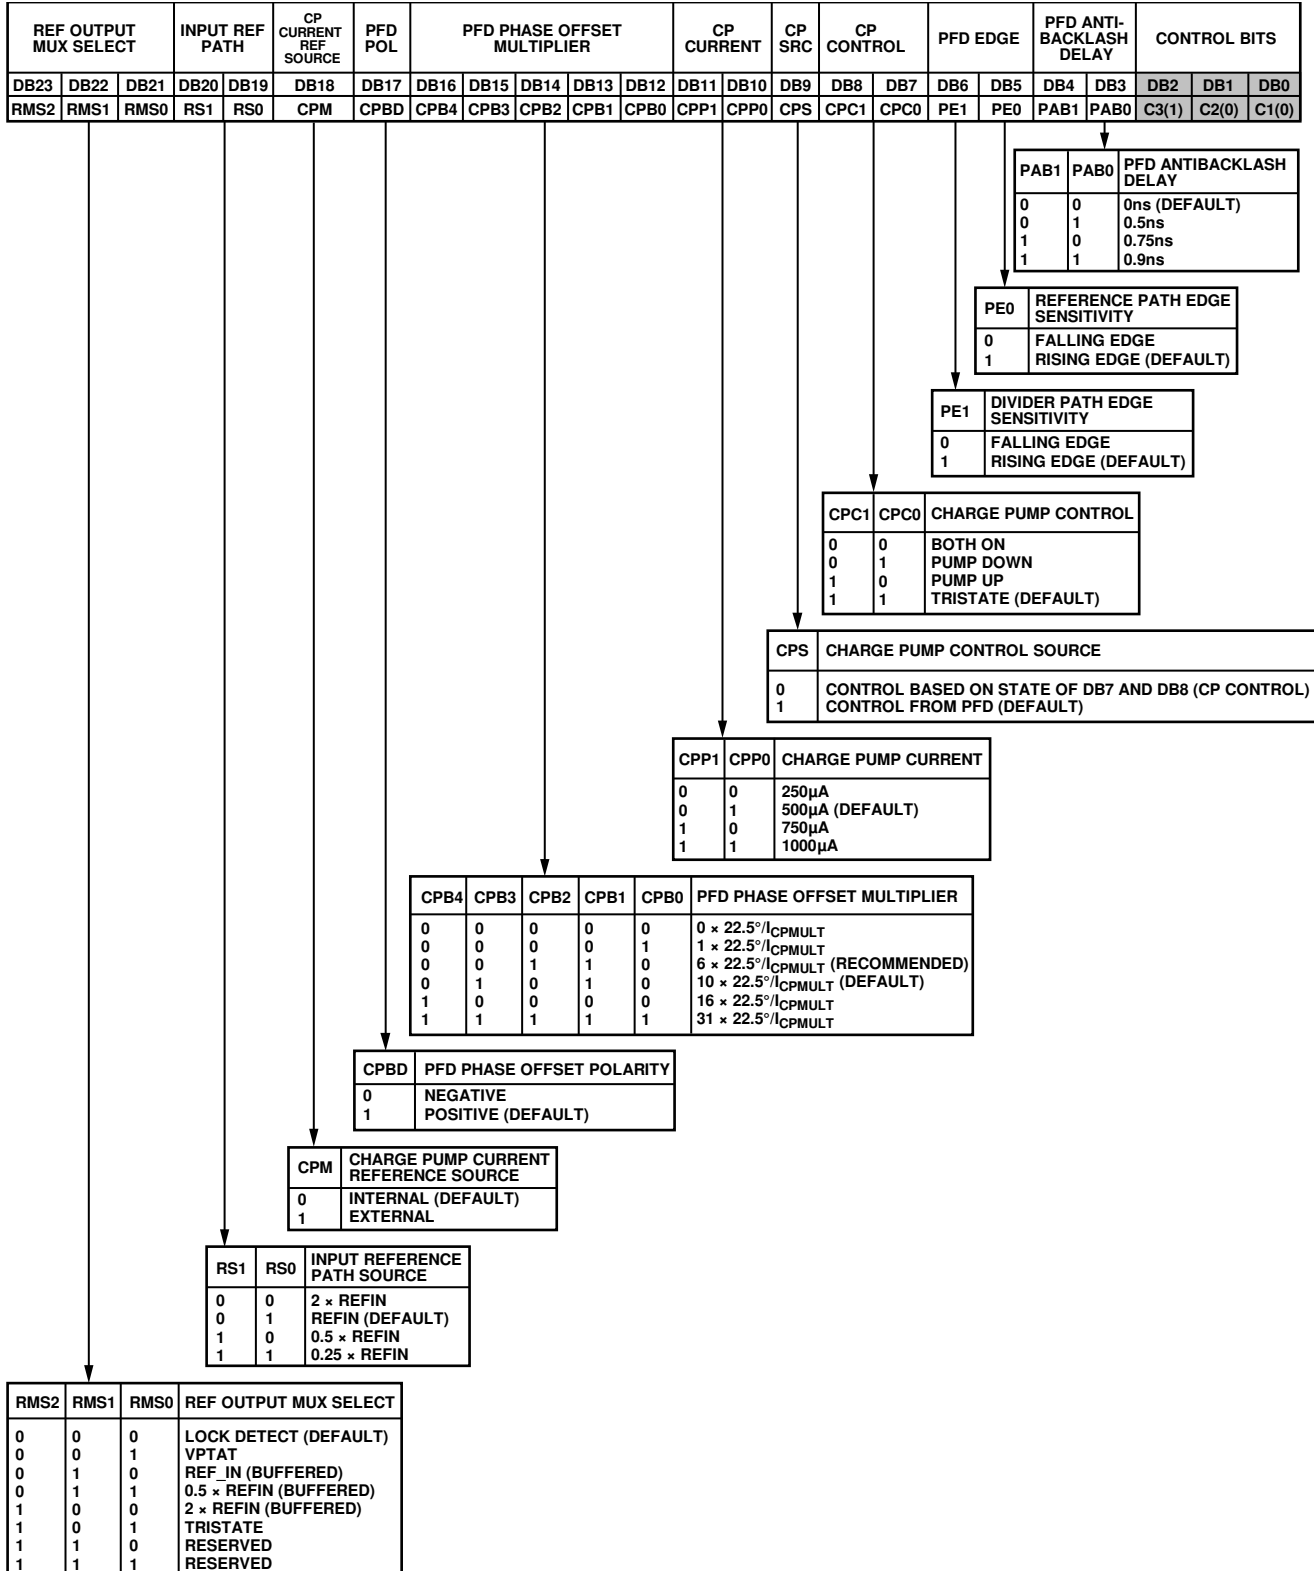 REF OUTPUT MUX SELECT | INPUT REF PATH | CP CURRENT REF SOURCE | PFD POL | PFD PHASE OFFSET MULTIPLIER | CP CURRENT | CP SRC | CP CONTROL | PFD EDGE | PFD ANTI-BACKLASH DELAY | CONTROL BITS
DB23 DB22 DB21 DB20 DB19 DB18 DB17 DB16 DB15 DB14 DB13 DB12 DB11 DB10 DB9 DB8 DB7 DB6 DB5 DB4 DB3 DB2 DB1 DB0
RMS2 RMS1 RMS0 RS1 RS0 CPM CPBD CPB4 CPB3 CPB2 CPB1 CPB0 CPP1 CPP0 CPS CPC1 CPC0 PE1 PE0 PAB1 PAB0 C3(1) C2(0) C1(0)
PAB1 PAB0 PFD ANTIBACKLASH DELAY
0 0 0ns (DEFAULT)
0 1 0.5ns
1 0 0.75ns
1 1 0.9ns
PE0 REFERENCE PATH EDGE SENSITIVITY
0 FALLING EDGE
1 RISING EDGE (DEFAULT)
PE1 DIVIDER PATH EDGE SENSITIVITY
0 FALLING EDGE
1 RISING EDGE (DEFAULT)
CPC1 CPC0 CHARGE PUMP CONTROL
0 0 BOTH ON
0 1 PUMP DOWN
1 0 PUMP UP
1 1 TRISTATE (DEFAULT)
CPS CHARGE PUMP CONTROL SOURCE
0 CONTROL BASED ON STATE OF DB7 AND DB8 (CP CONTROL)
1 CONTROL FROM PFD (DEFAULT)
CPP1 CPP0 CHARGE PUMP CURRENT
0 0 250µA
0 1 500µA (DEFAULT)
1 0 750µA
1 1 1000µA
CPB4 CPB3 CPB2 CPB1 CPB0 PFD PHASE OFFSET MULTIPLIER
0 0 0 0 0 0 × 22.5°/ICPMULT
0 0 0 0 1 1 × 22.5°/ICPMULT
0 0 1 1 0 6 × 22.5°/ICPMULT (RECOMMENDED)
0 1 0 1 0 10 × 22.5°/ICPMULT (DEFAULT)
1 0 0 0 0 16 × 22.5°/ICPMULT
1 1 1 1 1 31 × 22.5°/ICPMULT
CPBD PFD PHASE OFFSET POLARITY
0 NEGATIVE
1 POSITIVE (DEFAULT)
CPM CHARGE PUMP CURRENT REFERENCE SOURCE
0 INTERNAL (DEFAULT)
1 EXTERNAL
RS1 RS0 INPUT REFERENCE PATH SOURCE
0 0 2 × REFIN
0 1 REFIN (DEFAULT)
1 0 0.5 × REFIN
1 1 0.25 × REFIN
RMS2 RMS1 RMS0 REF OUTPUT MUX SELECT
0 0 0 LOCK DETECT (DEFAULT)
0 0 1 VPTAT
0 1 0 REF_IN (BUFFERED)
0 1 1 0.5 × REFIN (BUFFERED)
1 0 0 2 × REFIN (BUFFERED)
1 0 1 TRISTATE
1 1 0 RESERVED
1 1 1 RESERVED